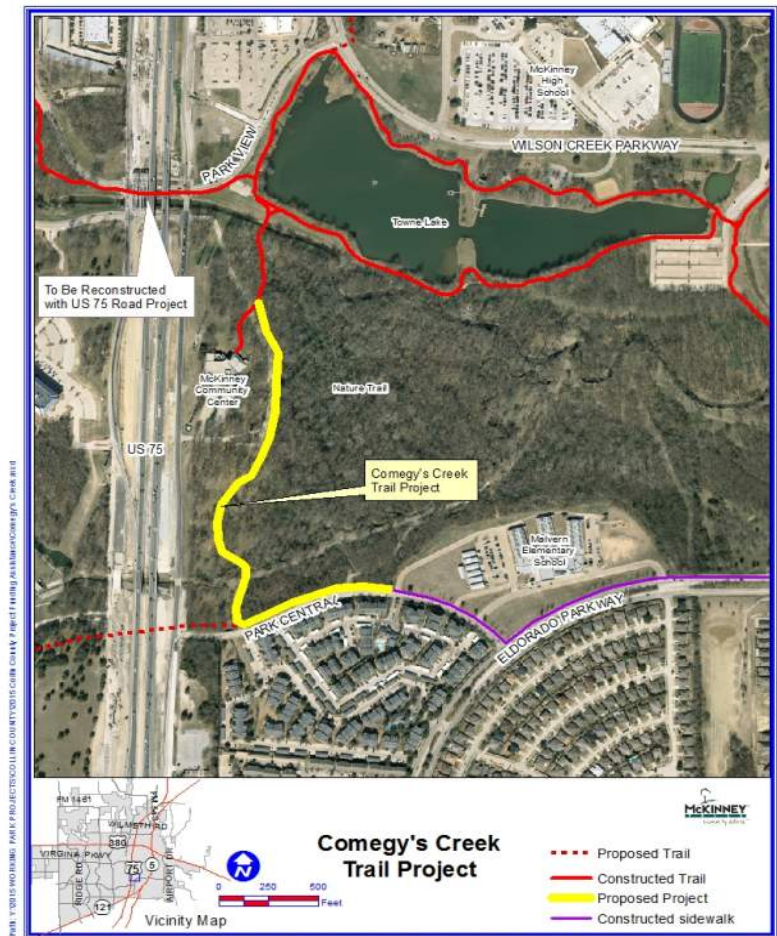 McKinney
High
School
WILSON CREEK PARKWAY
PARK VIEW
Towne Lake
To Be Reconstructed
with US 75 Road Project
McKinney
Community
Center
Nature Trail
US 75
Comegy's Creek
Trail Project
Malvern
Elementary
School
PARK CENTRAL
ELDORADO PARKWAY
FM 1461
WILMETH RD
380
VIRGINIA PKWY
5
75
RIDGE RD
AIRPORT DR
121
Vicinity Map
N
0 250 500
Feet
Comegy's Creek
Trail Project
McKINNEY
Proposed Trail
Constructed Trail
Proposed Project
Constructed sidewalk